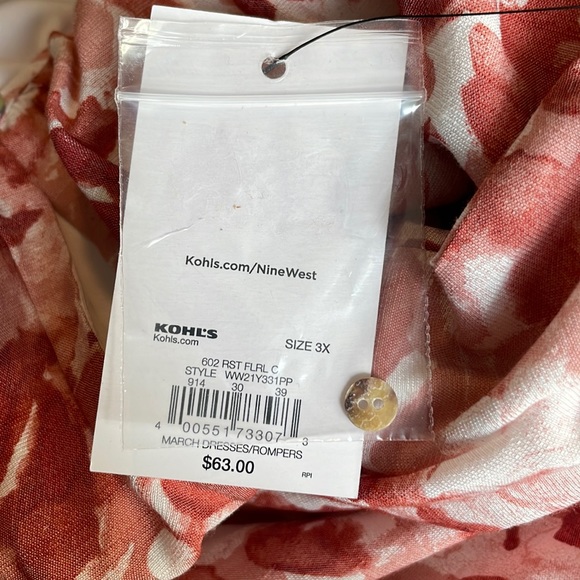 Kohls.com/NineWest
KOHL'S
Kohls.com
SIZE 3X
602 RST FLRL C
STYLE WW21Y331PP
914 30 39
4 00551 73307 3
MARCH DRESSES/ROMPERS
$63.00
RPI